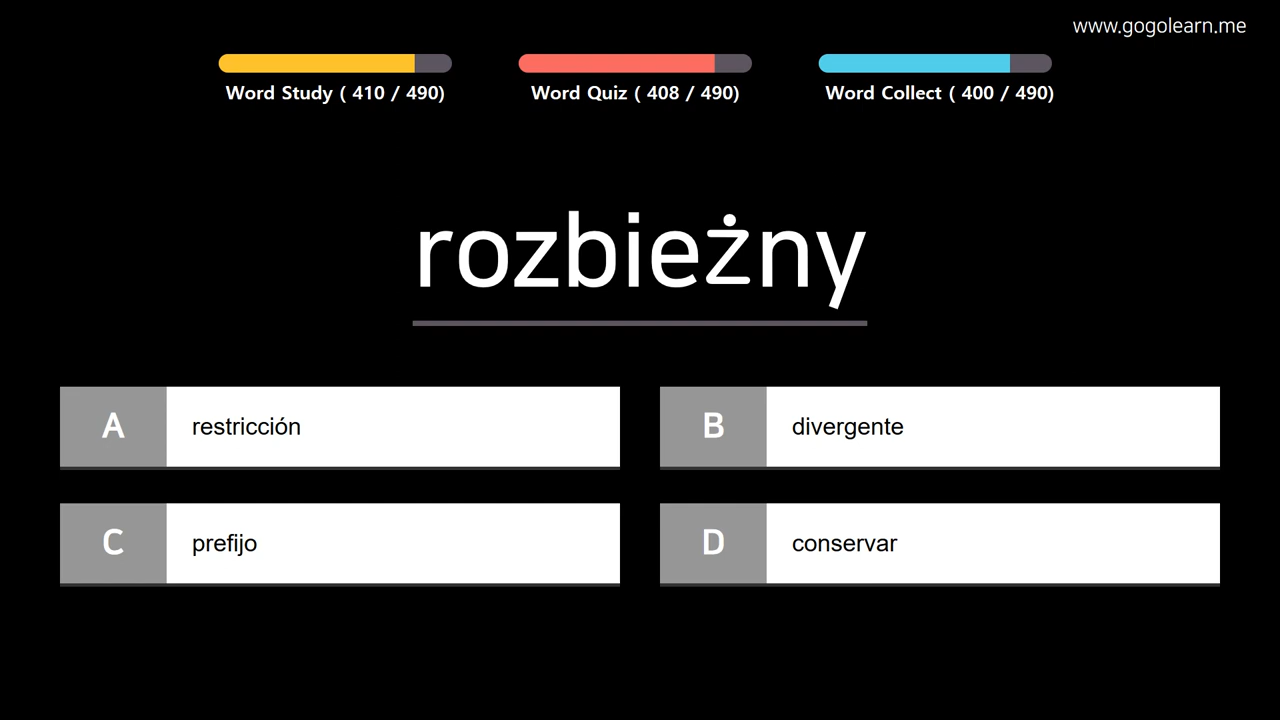 www.gogolearn.me
Word Study ( 410 / 490)
Word Quiz ( 408 / 490)
Word Collect ( 400 / 490)
rozbieżny
A restricción
B divergente
C prefijo
D conservar